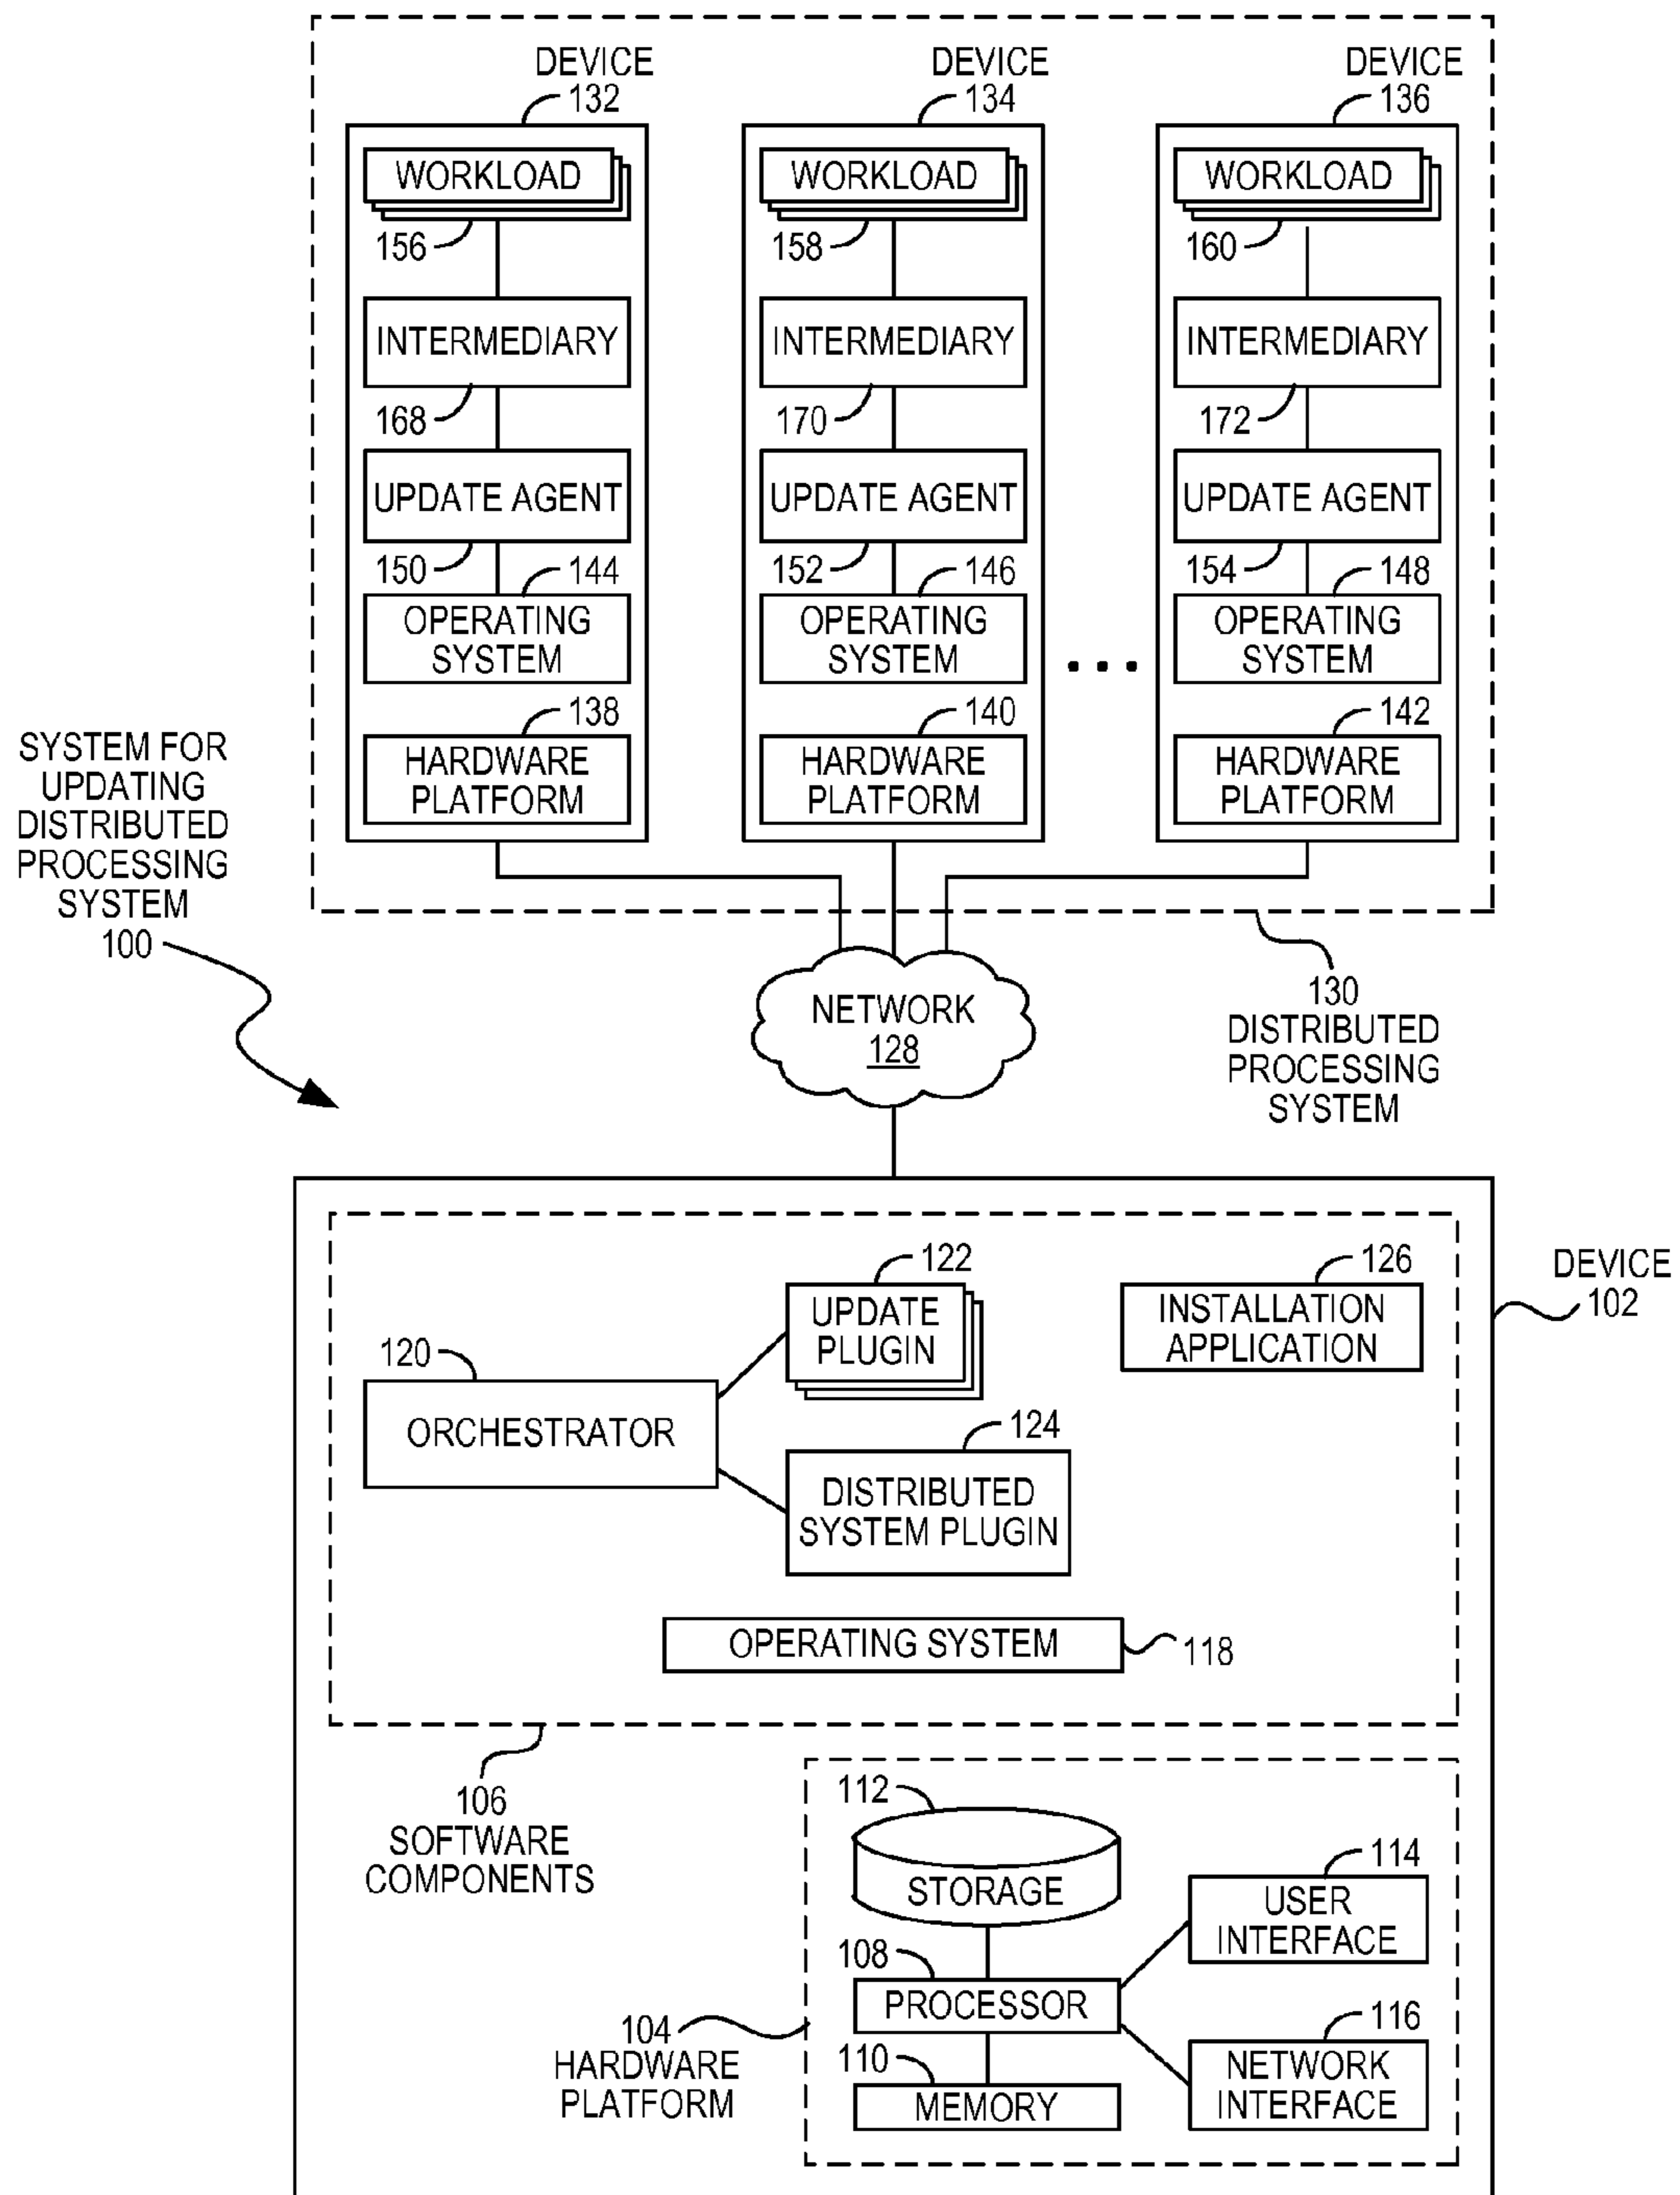 DEVICE
132
DEVICE
134
DEVICE
136
WORKLOAD
WORKLOAD
WORKLOAD
156
158
160
INTERMEDIARY
INTERMEDIARY
INTERMEDIARY
168
170
172
UPDATE AGENT
UPDATE AGENT
UPDATE AGENT
150
144
152
146
154
148
OPERATING
SYSTEM
OPERATING
SYSTEM
OPERATING
SYSTEM
...
138
140
142
HARDWARE
PLATFORM
HARDWARE
PLATFORM
HARDWARE
PLATFORM
SYSTEM FOR
UPDATING
DISTRIBUTED
PROCESSING
SYSTEM
100
NETWORK
128
130
DISTRIBUTED
PROCESSING
SYSTEM
DEVICE
102
122
UPDATE
PLUGIN
126
INSTALLATION
APPLICATION
120
ORCHESTRATOR
124
DISTRIBUTED
SYSTEM PLUGIN
OPERATING SYSTEM
118
106
SOFTWARE
COMPONENTS
112
STORAGE
114
USER
INTERFACE
108
PROCESSOR
104
HARDWARE
PLATFORM
116
NETWORK
INTERFACE
110
MEMORY